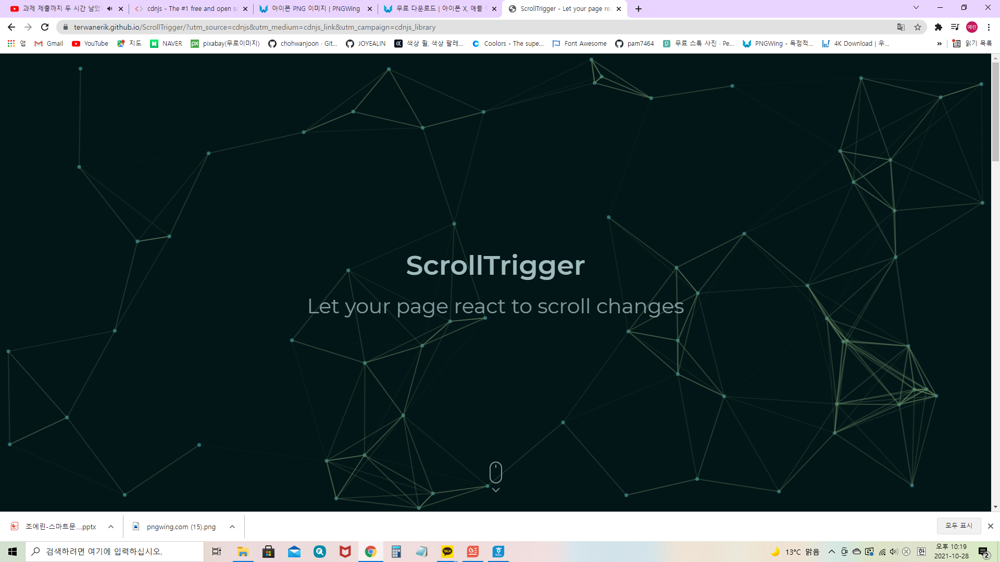 과제 제출까지 두 시간 남았
cdnjs - The #1 free and open so
아이폰 PNG 이미지 | PNGWing
무료 다운로드 | 아이폰 X, 애플
ScrollTrigger - Let your page rea
terwanerik.github.io/ScrollTrigger/?utm_source=cdnjs&utm_medium=cdnjs_link&utm_campaign=cdnjs_library
예린
앱
Gmail
YouTube
지도
NAVER
pixabay(무료이미지)
chohwanjoon · Git...
JOYEALIN
색상 휠, 색상 팔레...
Coolors - The supe...
Font Awesome
pam7464
무료 스톡 사진 · Pe...
PNGWing - 독점적...
4K Download | 우...
»
읽기 목록
ScrollTrigger
Let your page react to scroll changes
조예린-스마트문....pptx
pngwing.com (15).png
모두 표시
검색하려면 여기에 입력하십시오.
TALK
13°C 맑음
한
오후 10:19
2021-10-28
2